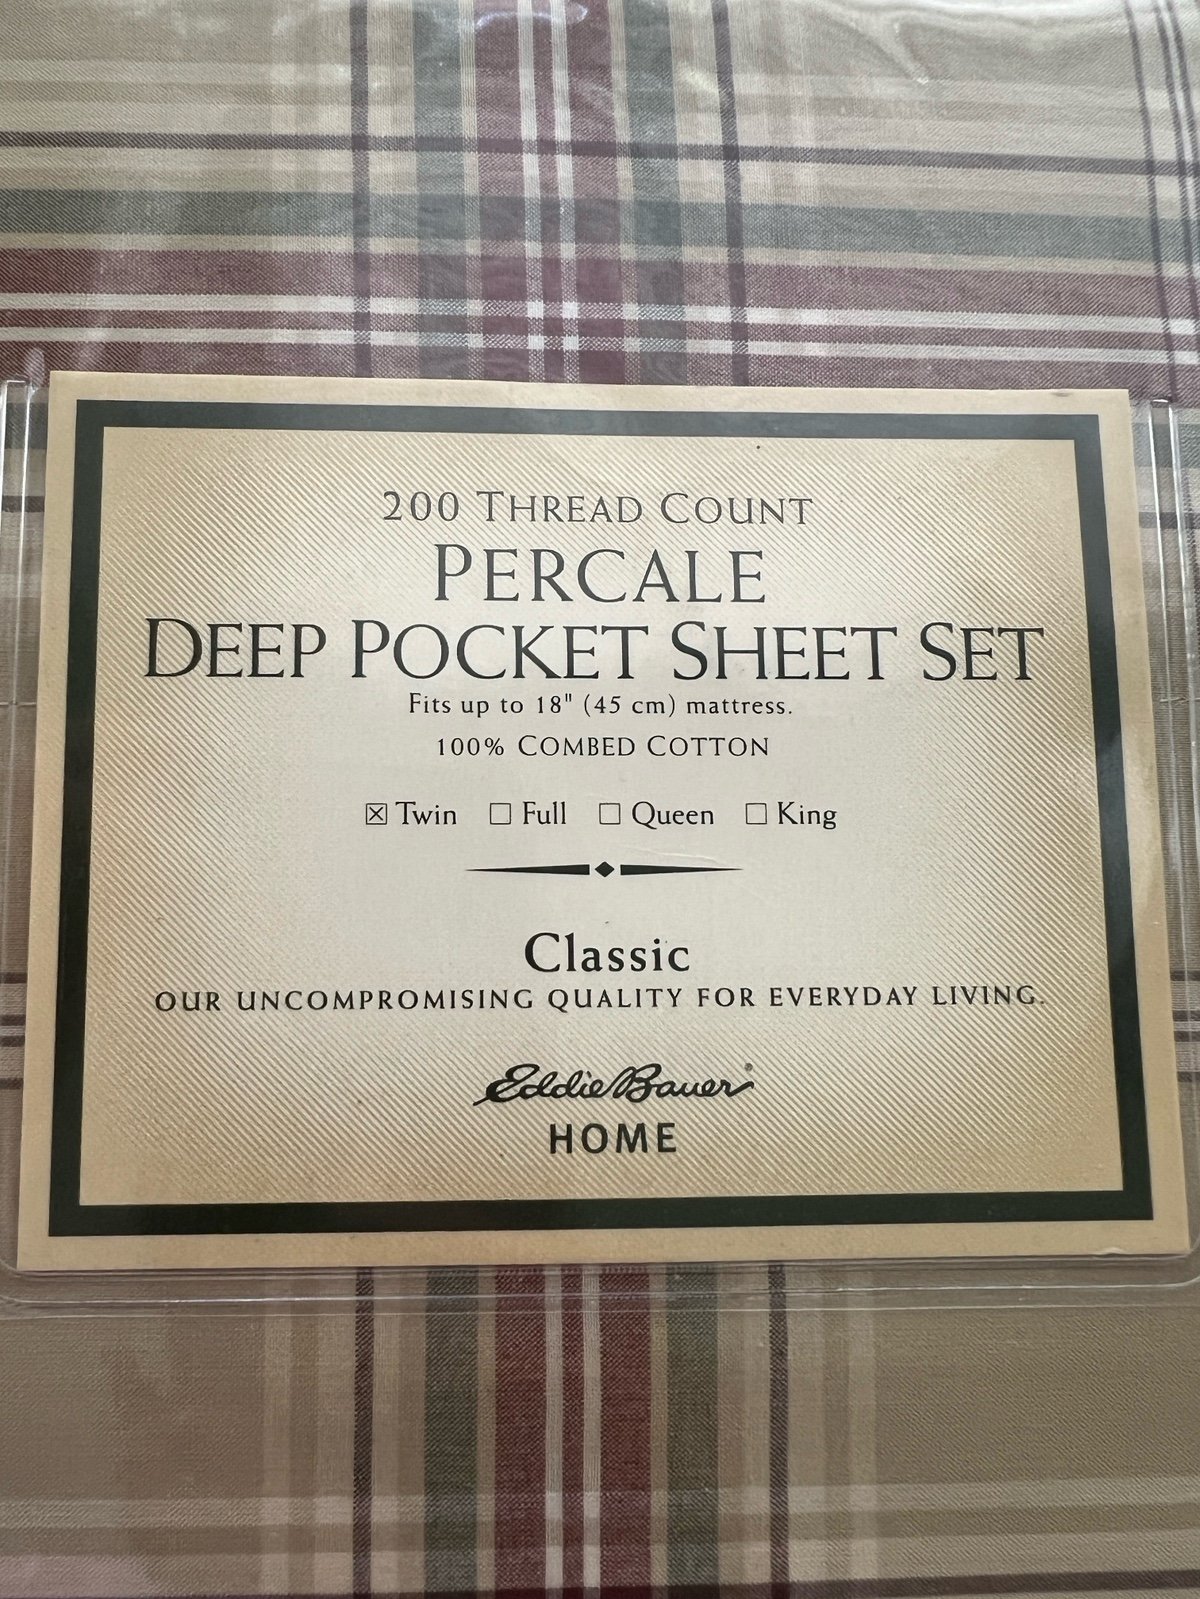 200 THREAD COUNT
PERCALE
DEEP POCKET SHEET SET
Fits up to 18" (45 cm) mattress.
100% COMBED COTTON
☒ Twin ☐ Full ☐ Queen ☐ King
Classic
OUR UNCOMPROMISING QUALITY FOR EVERYDAY LIVING.
Eddie Bauer
HOME